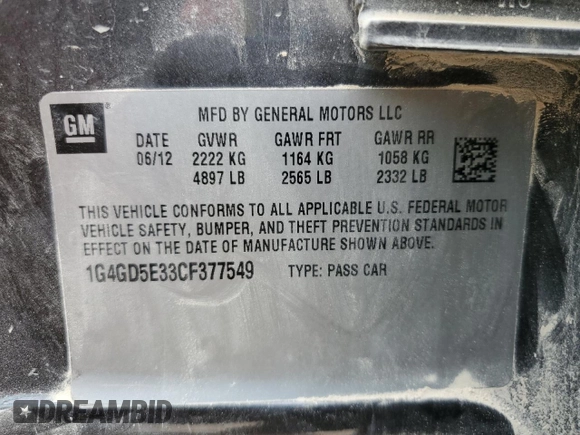 GM
MFD BY GENERAL MOTORS LLC
DATE GVWR GAWR FRT GAWR RR
06/12 2222 KG 1164 KG 1058 KG
4897 LB 2565 LB 2332 LB
THIS VEHICLE CONFORMS TO ALL APPLICABLE U.S. FEDERAL MOTOR
VEHICLE SAFETY, BUMPER, AND THEFT PREVENTION STANDARDS IN
EFFECT ON THE DATE OF MANUFACTURE SHOWN ABOVE.
1G4GD5E33CF377549 TYPE: PASS CAR
DREAMBID